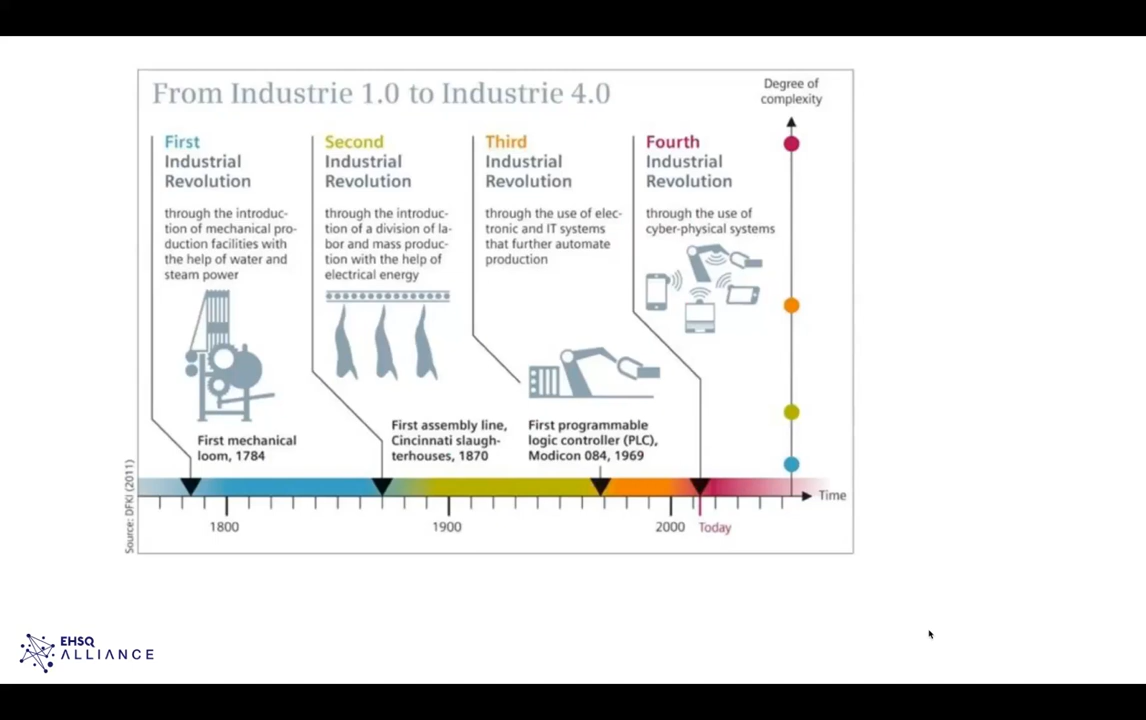 From Industrie 1.0 to Industrie 4.0
Degree of
complexity
First
Industrial
Revolution
through the introduc-
tion of mechanical pro-
duction facilities with
the help of water and
steam power
Second
Industrial
Revolution
through the introduc-
tion of a division of la-
bor and mass produc-
tion with the help of
electrical energy
Third
Industrial
Revolution
through the use of elec-
tronic and IT systems
that further automate
production
Fourth
Industrial
Revolution
through the use of
cyber-physical systems
First mechanical
loom, 1784
First assembly line,
Cincinnati slaugh-
terhouses, 1870
First programmable
logic controller (PLC),
Modicon 084, 1969
Time
1800
1900
2000
Today
Source: DFKI (2011)
EHSQ
ALLIANCE